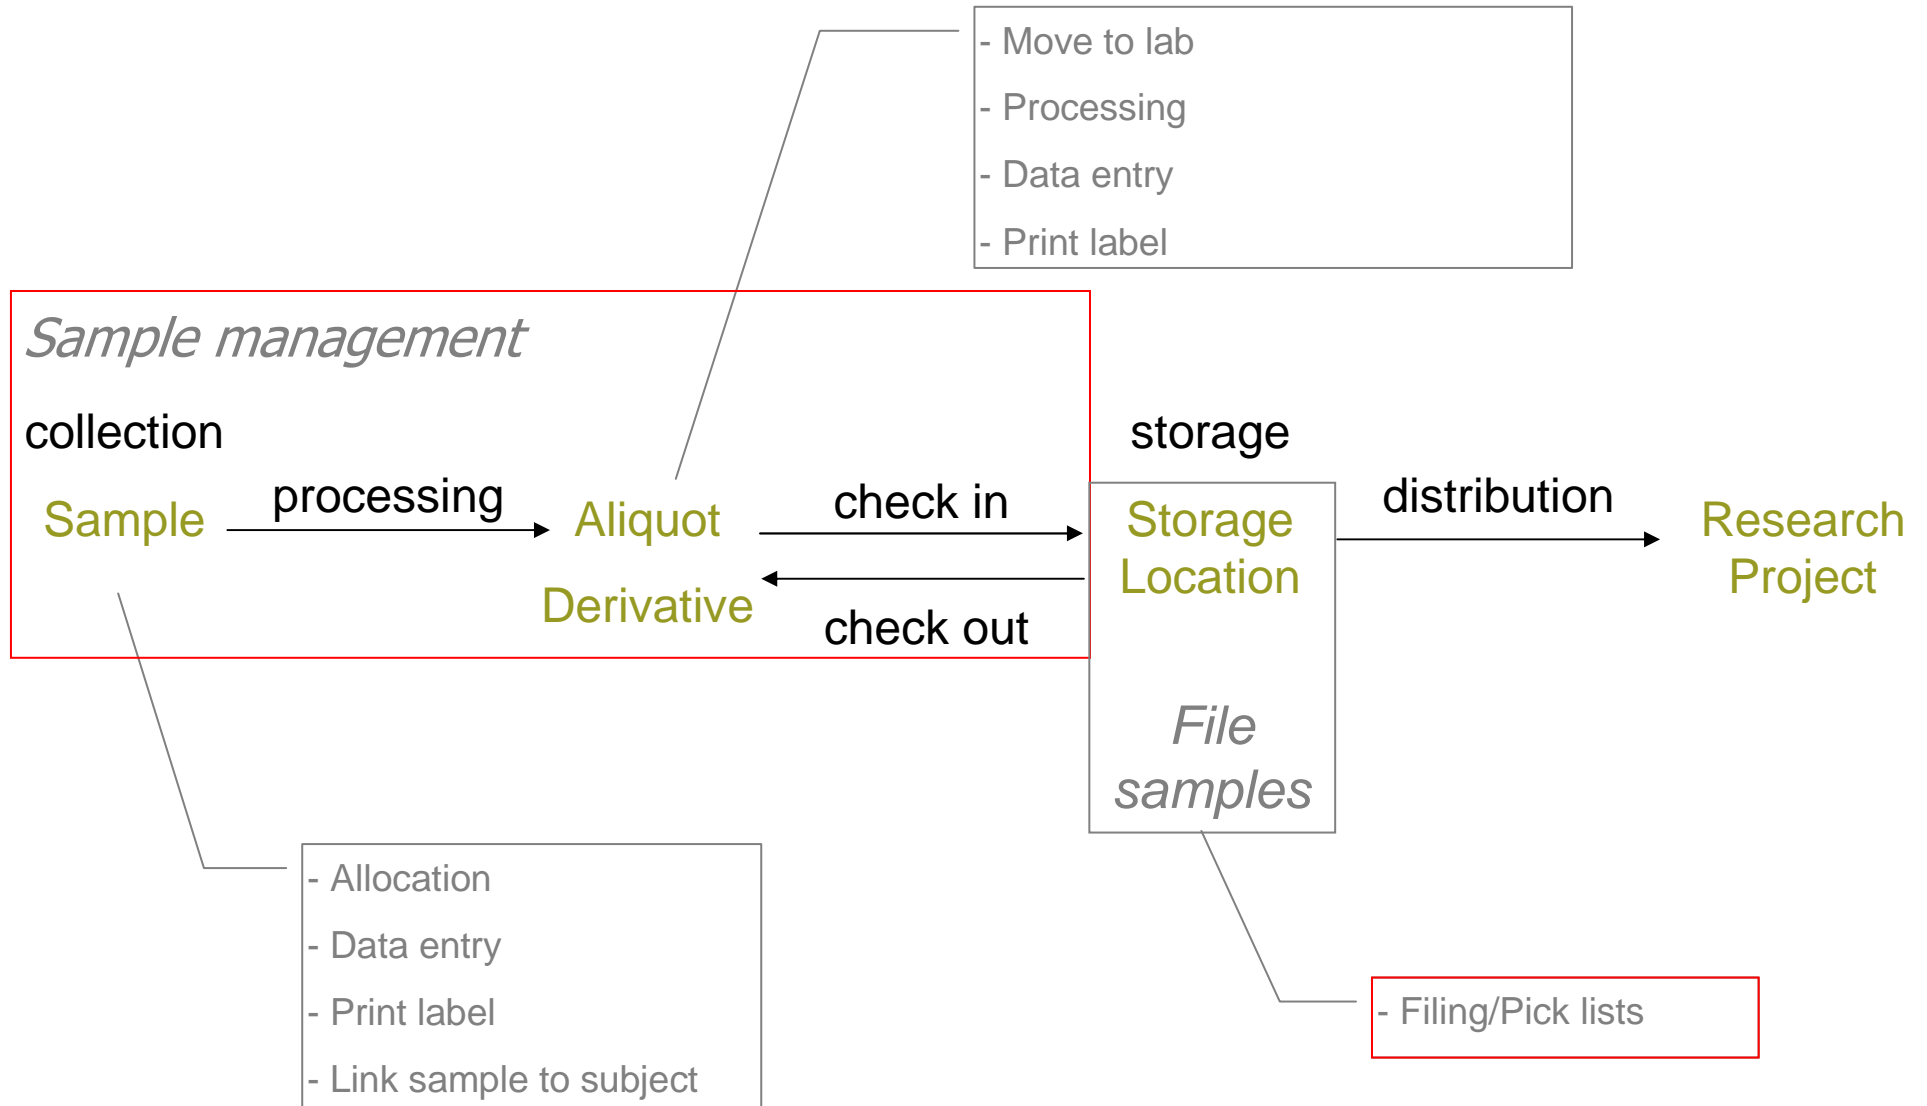 - Move to lab
- Processing
- Data entry
- Print label
Sample management
collection
storage
Sample
processing
Aliquot
Derivative
check in
check out
Storage
Location
distribution
Research
Project
File
samples
- Allocation
- Data entry
- Print label
- Link sample to subject
- Filing/Pick lists